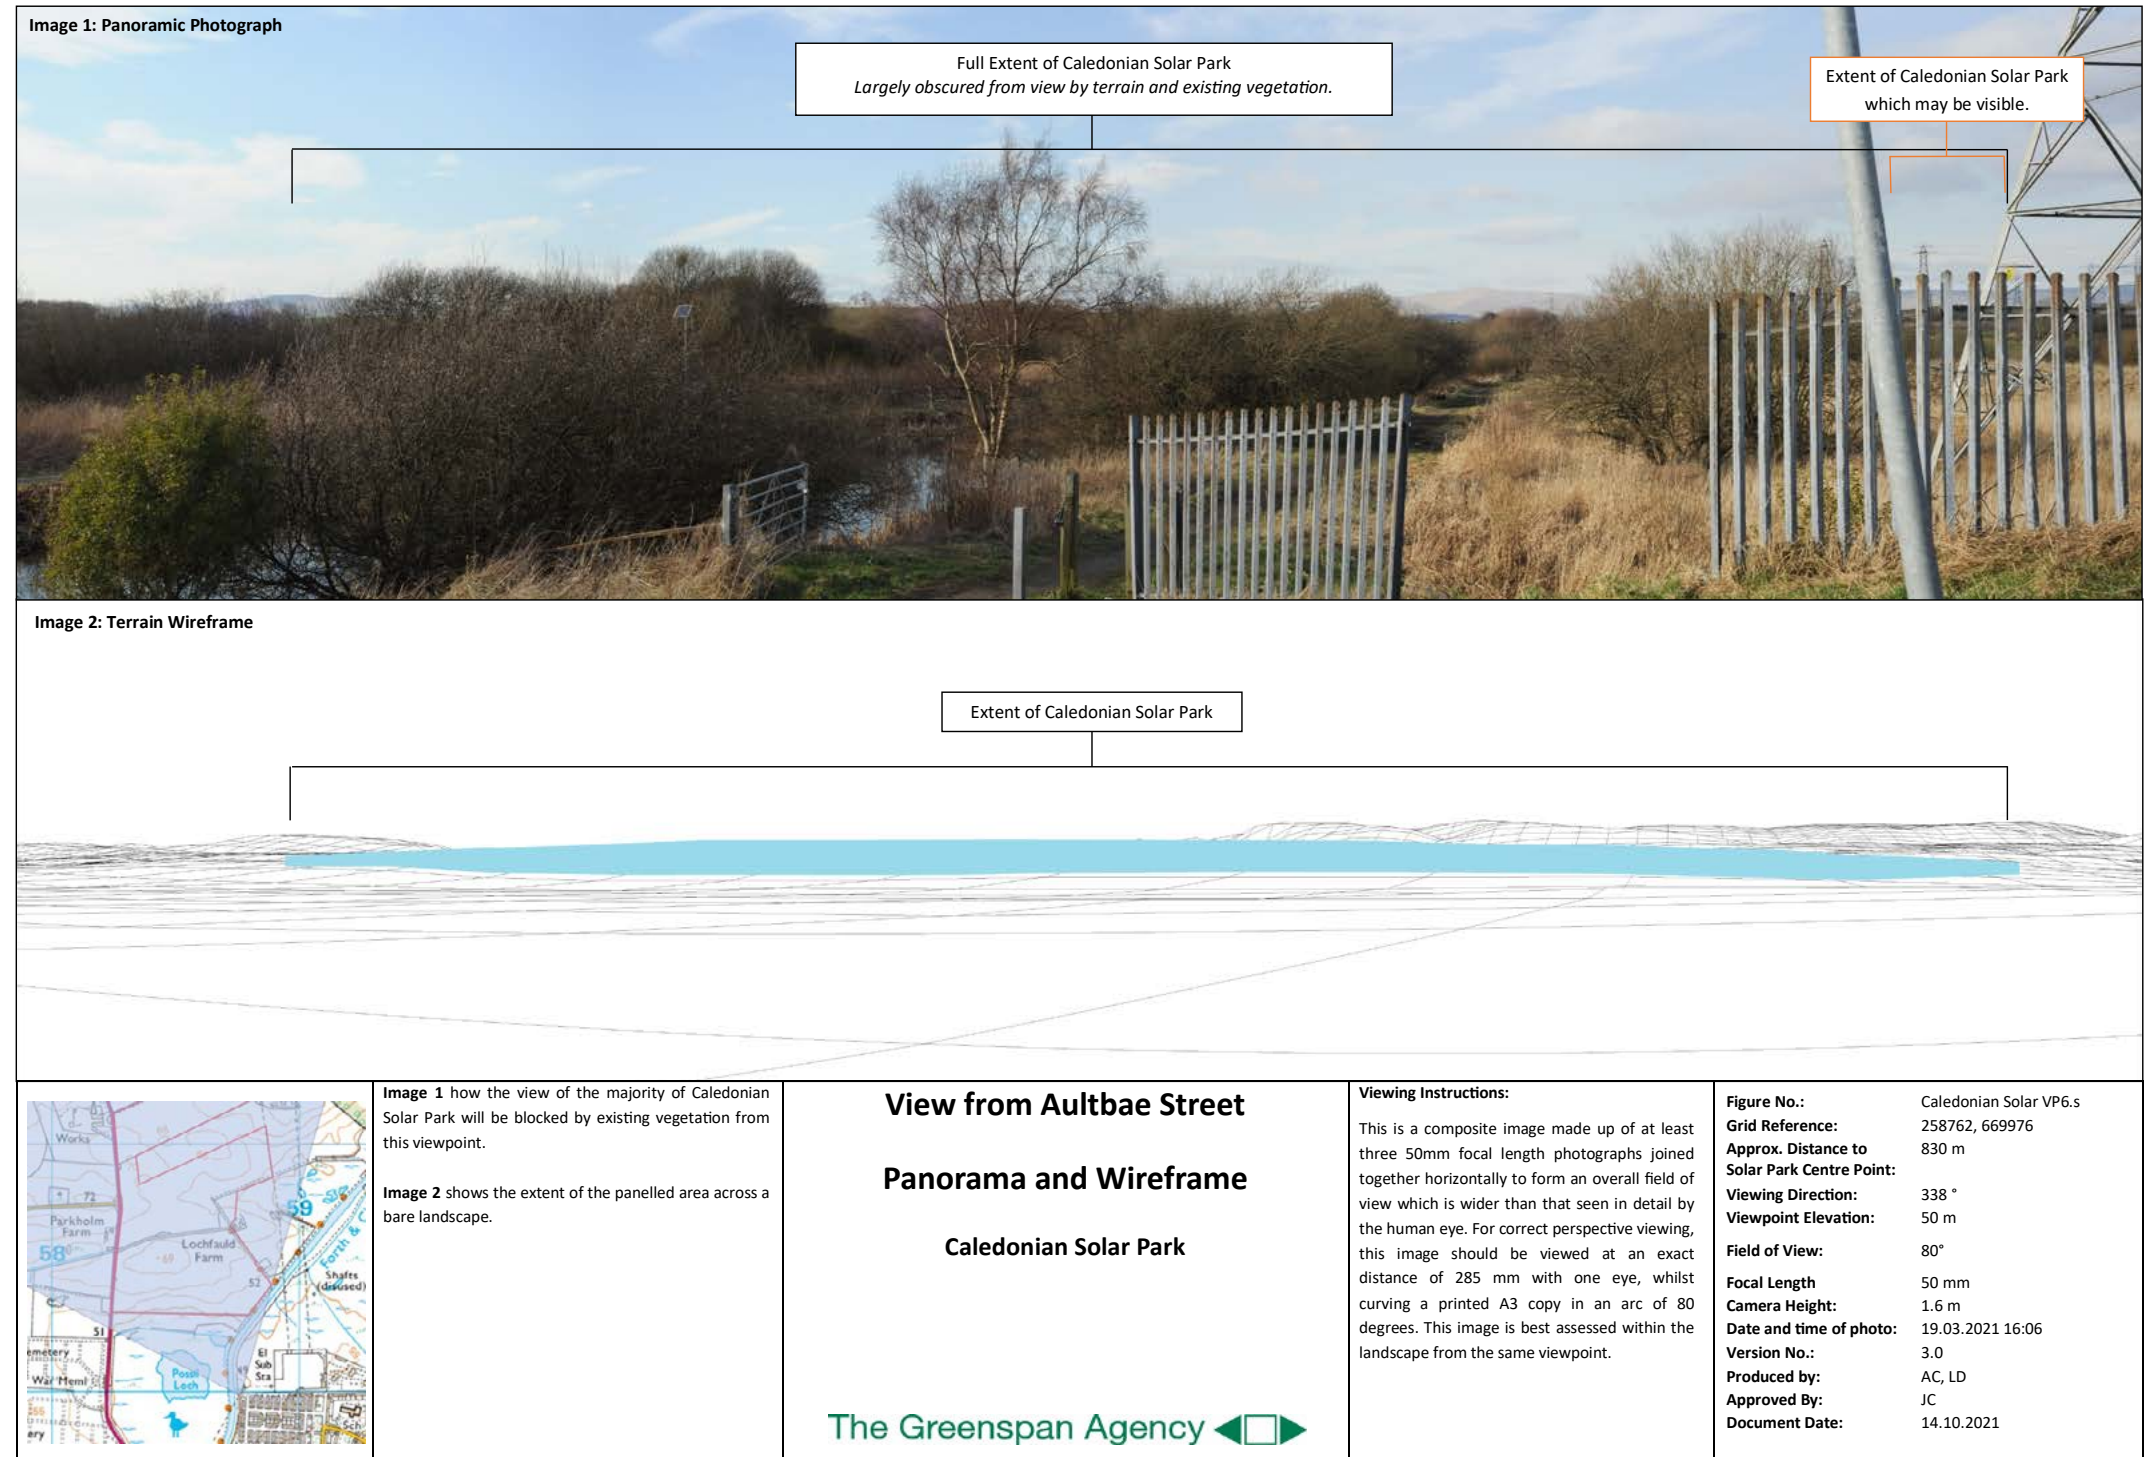 Image 1: Panoramic Photograph
Full Extent of Caledonian Solar Park
Largely obscured from view by terrain and existing vegetation.
Extent of Caledonian Solar Park
which may be visible.
Image 2: Terrain Wireframe
Extent of Caledonian Solar Park
Works
72
Parkholm
Farm
58
59
Lochfauld
Farm
69
52
Forth &
Shafts
(disused)
51
emetery
War Meml
Possil
Loch
49
El
Sub
Sta
Sch
ery
Image 1 how the view of the majority of Caledonian
Solar Park will be blocked by existing vegetation from
this viewpoint.
Image 2 shows the extent of the panelled area across a
bare landscape.
View from Aultbae Street
Panorama and Wireframe
Caledonian Solar Park
The Greenspan Agency
Viewing Instructions:
This is a composite image made up of at least
three 50mm focal length photographs joined
together horizontally to form an overall field of
view which is wider than that seen in detail by
the human eye. For correct perspective viewing,
this image should be viewed at an exact
distance of 285 mm with one eye, whilst
curving a printed A3 copy in an arc of 80
degrees. This image is best assessed within the
landscape from the same viewpoint.
Figure No.: Caledonian Solar VP6.s
Grid Reference: 258762, 669976
Approx. Distance to 830 m
Solar Park Centre Point:
Viewing Direction: 338 °
Viewpoint Elevation: 50 m
Field of View: 80°
Focal Length 50 mm
Camera Height: 1.6 m
Date and time of photo: 19.03.2021 16:06
Version No.: 3.0
Produced by: AC, LD
Approved By: JC
Document Date: 14.10.2021